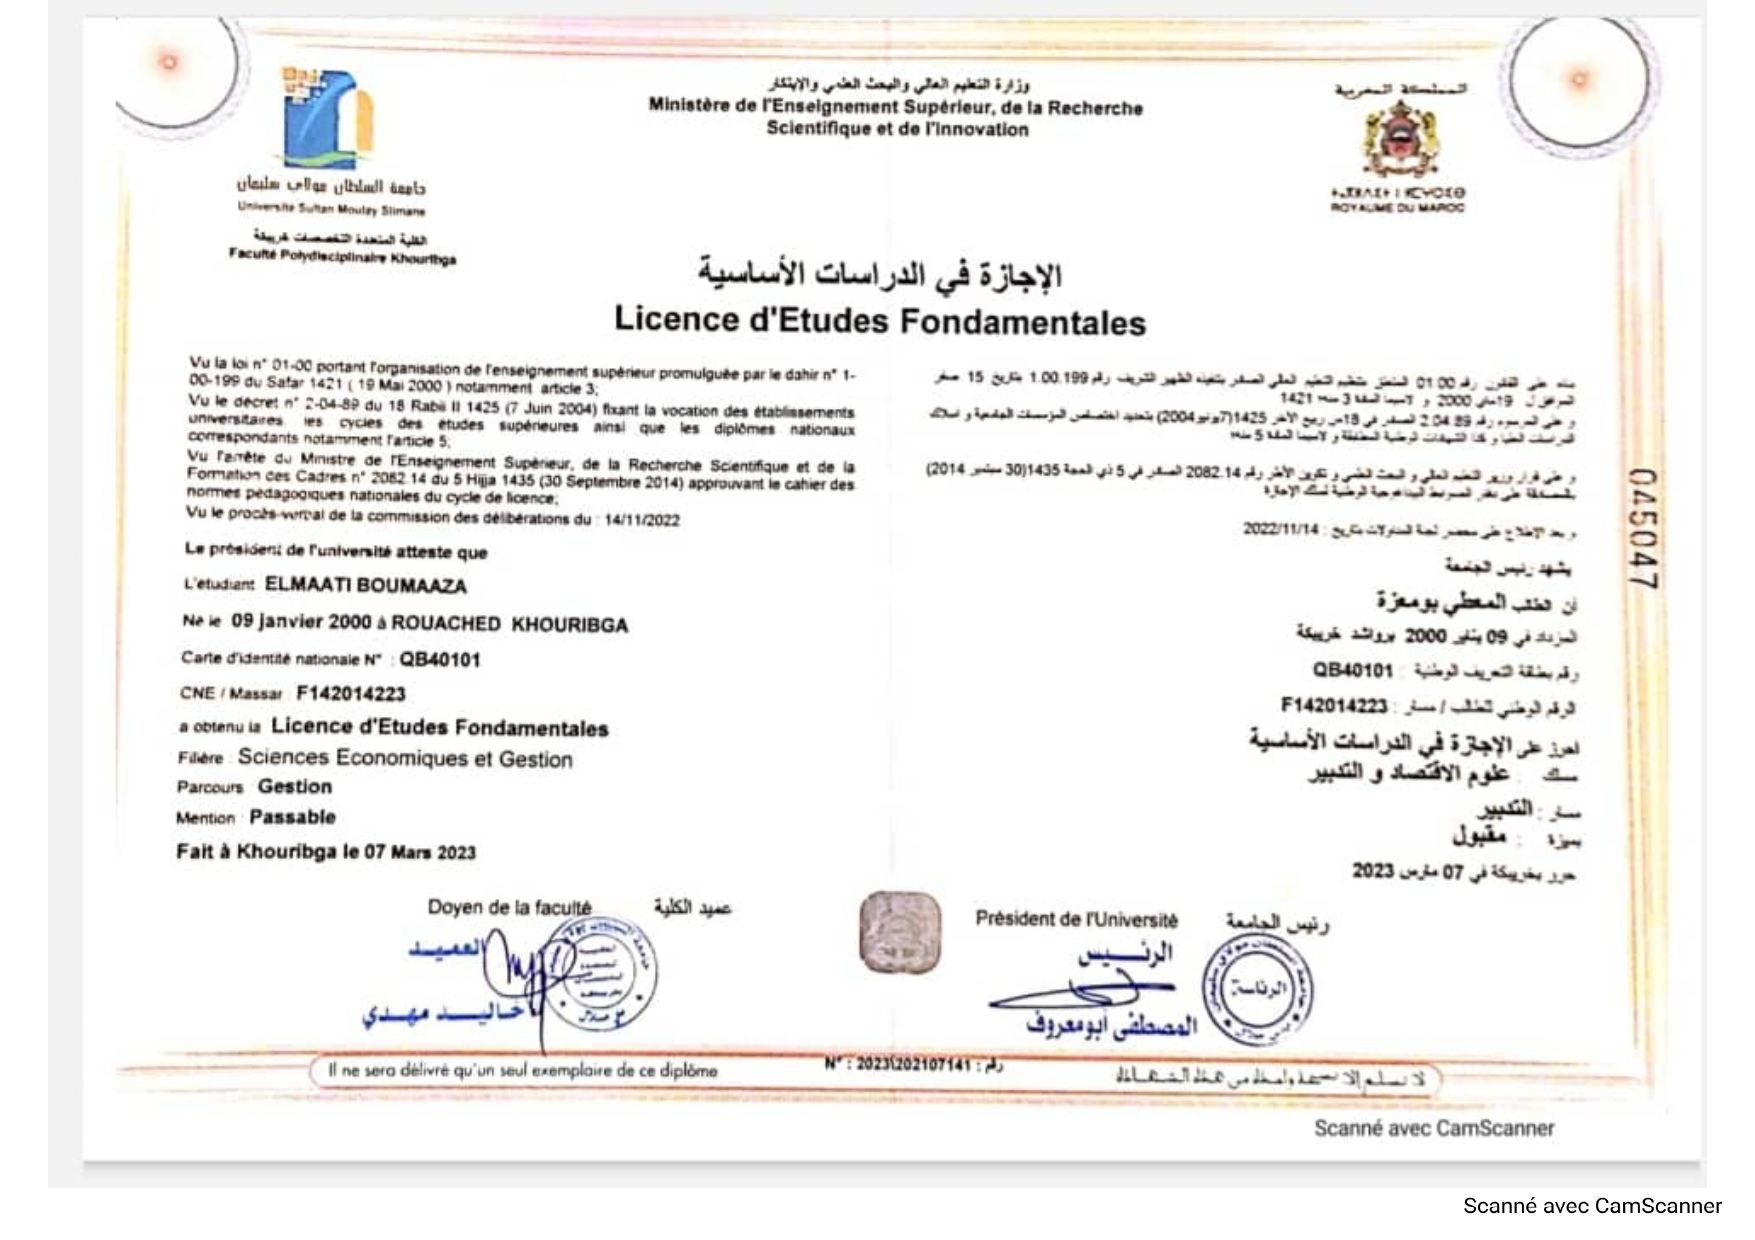 وزارة التعليم العالي والبحث العلمي والابتكار
Ministère de l'Enseignement Supérieur, de la Recherche
Scientifique et de l'Innovation
المملكة المغربية
ⵜⴰⴳⵍⴷⵉⵜ ⵏ ⵍⵎⵖⵔⵉⴱ
ROYAUME DU MAROC
جامعة السلطان مولاي سليمان
Université Sultan Moulay Slimane
الكلية المتعددة التخصصات خريبكة
Faculté Polydisciplinaire Khouribga
الإجازة في الدراسات الأساسية
Licence d'Etudes Fondamentales
Vu la loi n° 01-00 portant l'organisation de l'enseignement supérieur promulguée par le dahir n° 1-
00-199 du Safar 1421 ( 19 Mai 2000 ) notamment article 3;
Vu le décret n° 2-04-89 du 18 Rabii II 1425 (7 Juin 2004) fixant la vocation des établissements
universitaires les cycles des études supérieures ainsi que les diplômes nationaux
correspondants notamment l'article 5;
Vu l'arrêté du Ministre de l'Enseignement Supérieur, de la Recherche Scientifique et de la
Formation des Cadres n° 2082.14 du 5 Hijja 1435 (30 Septembre 2014) approuvant le cahier des
normes pédagogiques nationales du cycle de licence;
Vu le procès-verbal de la commission des délibérations du : 14/11/2022
Le président de l'université atteste que
L'étudiant ELMAATI BOUMAAZA
Né le 09 janvier 2000 à ROUACHED KHOURIBGA
Carte d'identité nationale N° : QB40101
CNE / Massar : F142014223
a obtenu la Licence d'Etudes Fondamentales
Filière : Sciences Economiques et Gestion
Parcours Gestion
Mention : Passable
Fait à Khouribga le 07 Mars 2023
بناء على القانون رقم 01.00 المتعلق بتنظيم التعليم العالي الصادر بتنفيذه الظهير الشريف رقم 1.00.199 بتاريخ 15 صفر
1421 الموافق ل 19 ماي 2000 و لاسيما المادة 3 منه
و على المرسوم رقم 2.04.89 الصادر في 18 من ربيع الآخر 1425 (7 يونيو 2004) بتحديد اختصاص المؤسسات الجامعية و اسلاك
الدراسات العليا و كذا الشهادات الوطنية المطابقة و لاسيما المادة 5 منه
و على قرار وزير التعليم العالي و البحث العلمي و تكوين الأطر رقم 2082.14 الصادر في 5 ذي الحجة 1435 (30 سبتمبر 2014)
بالمصادقة على دفتر الضوابط البيداغوجية الوطنية لسلك الإجازة
و بعد الاطلاع على محضر لجنة المداولات بتاريخ : 2022/11/14
يشهد رئيس الجامعة
أن الطالب المعطي بومعزة
المزداد في 09 يناير 2000 برواشد خريبكة
رقم بطاقة التعريف الوطنية : QB40101
الرقم الوطني للطالب / مسار : F142014223
احرز على الإجازة في الدراسات الأساسية
مسلك : علوم الاقتصاد و التدبير
مسار : التدبير
بميزة : مقبول
حرر بخريبكة في 07 مارس 2023
045047
Doyen de la faculté عميد الكلية
العميد
خاليد مهدي
Président de l'Université رئيس الجامعة
الرئيس
المصطفى أبومعروف
الرئاسة
Il ne sera délivré qu'un seul exemplaire de ce diplôme
N° : 2023\202107141 : رقم
لا تسلم إلا نسخة واحدة من هذه الشهادة
Scanné avec CamScanner
Scanné avec CamScanner